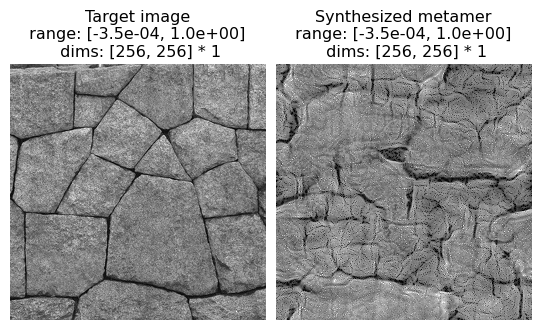 Target image
range: [-3.5e-04, 1.0e+00]
dims: [256, 256] * 1
Synthesized metamer
range: [-3.5e-04, 1.0e+00]
dims: [256, 256] * 1